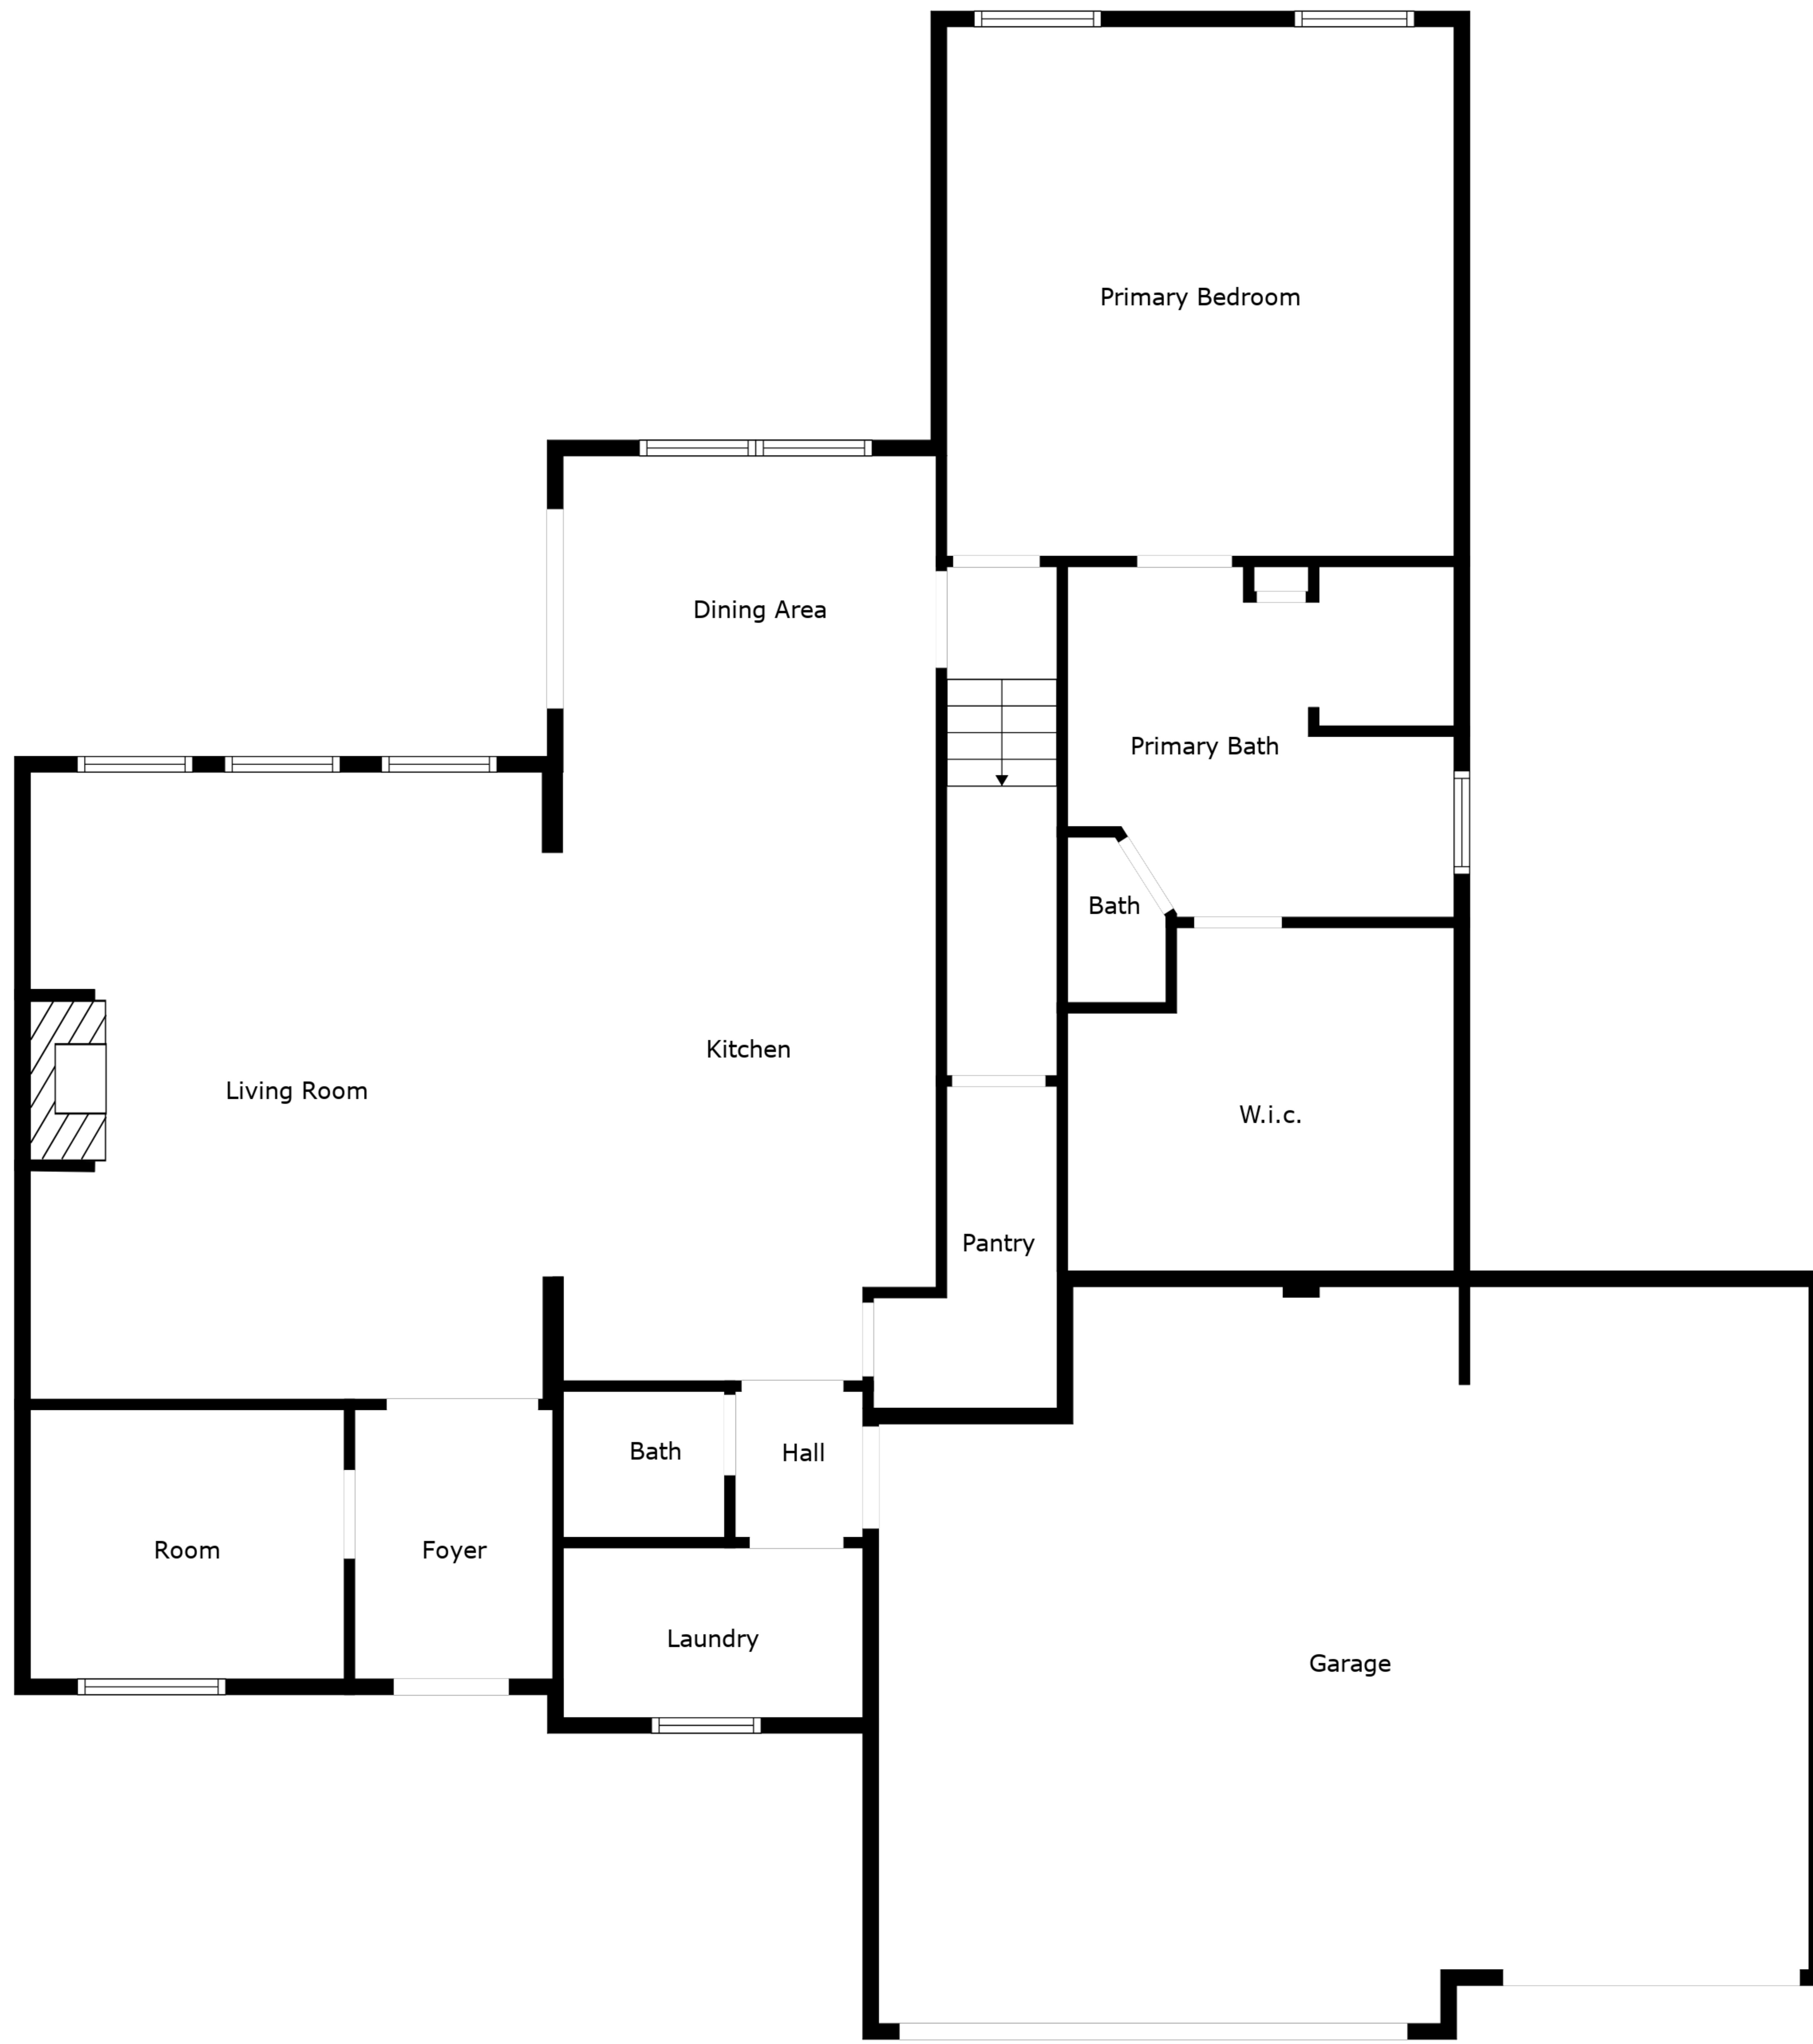 Primary Bedroom
Dining Area
Primary Bath
Bath
Kitchen
Living Room
W.i.c.
Pantry
Bath
Hall
Room
Foyer
Laundry
Garage